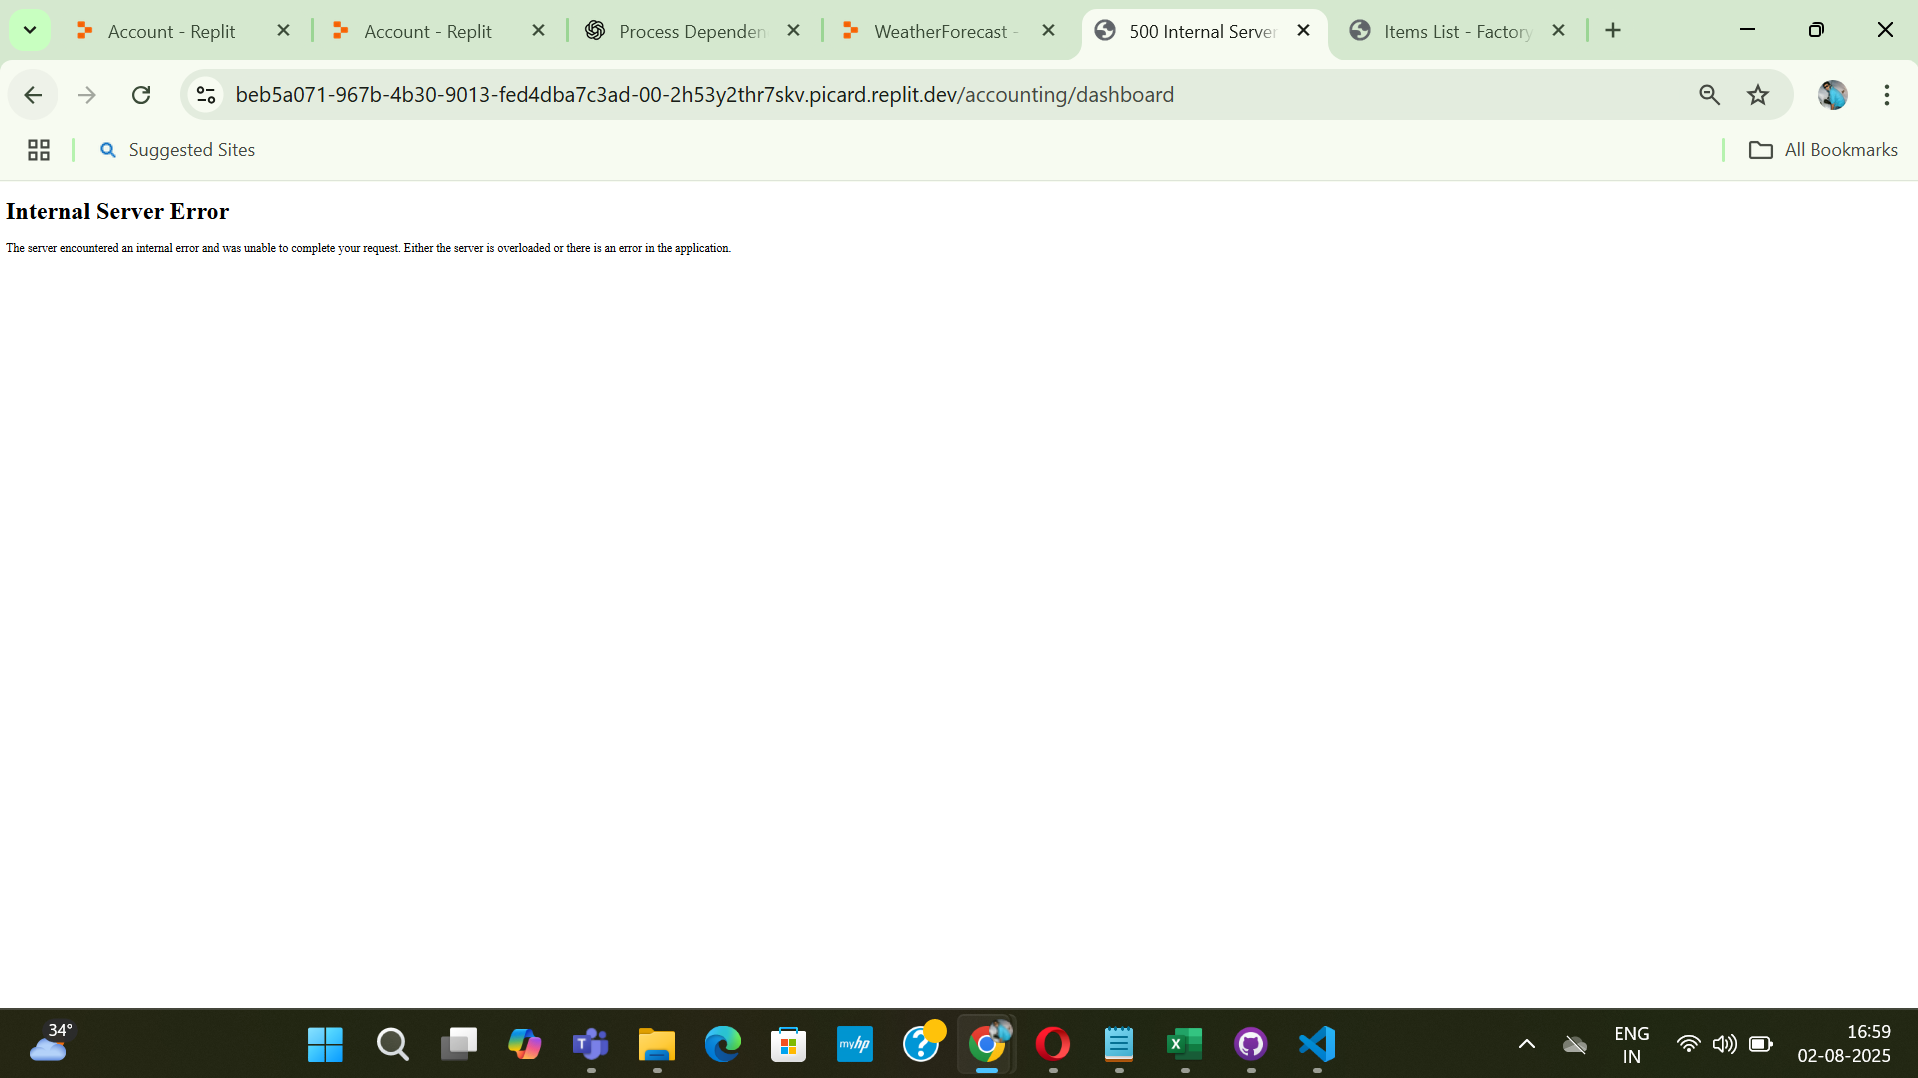 Account - Replit
Account - Replit
Process Dependen
WeatherForecast -
500 Internal Server
Items List - Factory
beb5a071-967b-4b30-9013-fed4dba7c3ad-00-2h53y2thr7skv.picard.replit.dev/accounting/dashboard
Suggested Sites
All Bookmarks
Internal Server Error
The server encountered an internal error and was unable to complete your request. Either the server is overloaded or there is an error in the application.
34°
myhp
ENG
IN
16:59
02-08-2025